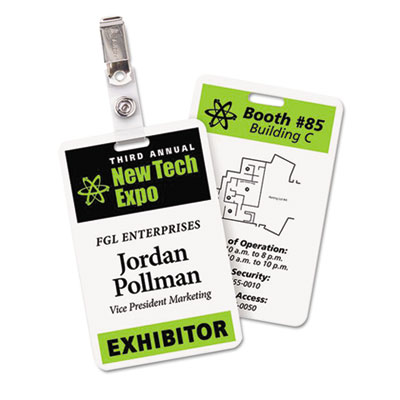 THIRD ANNUAL
New Tech
Expo
FGL ENTERPRISES
Jordan
Pollman
Vice President Marketing
EXHIBITOR
Booth #85
Building C
of Operation:
0 a.m. to 8 p.m.
a.m. to 10 p.m.
Security:
55-0010
Access:
-0050